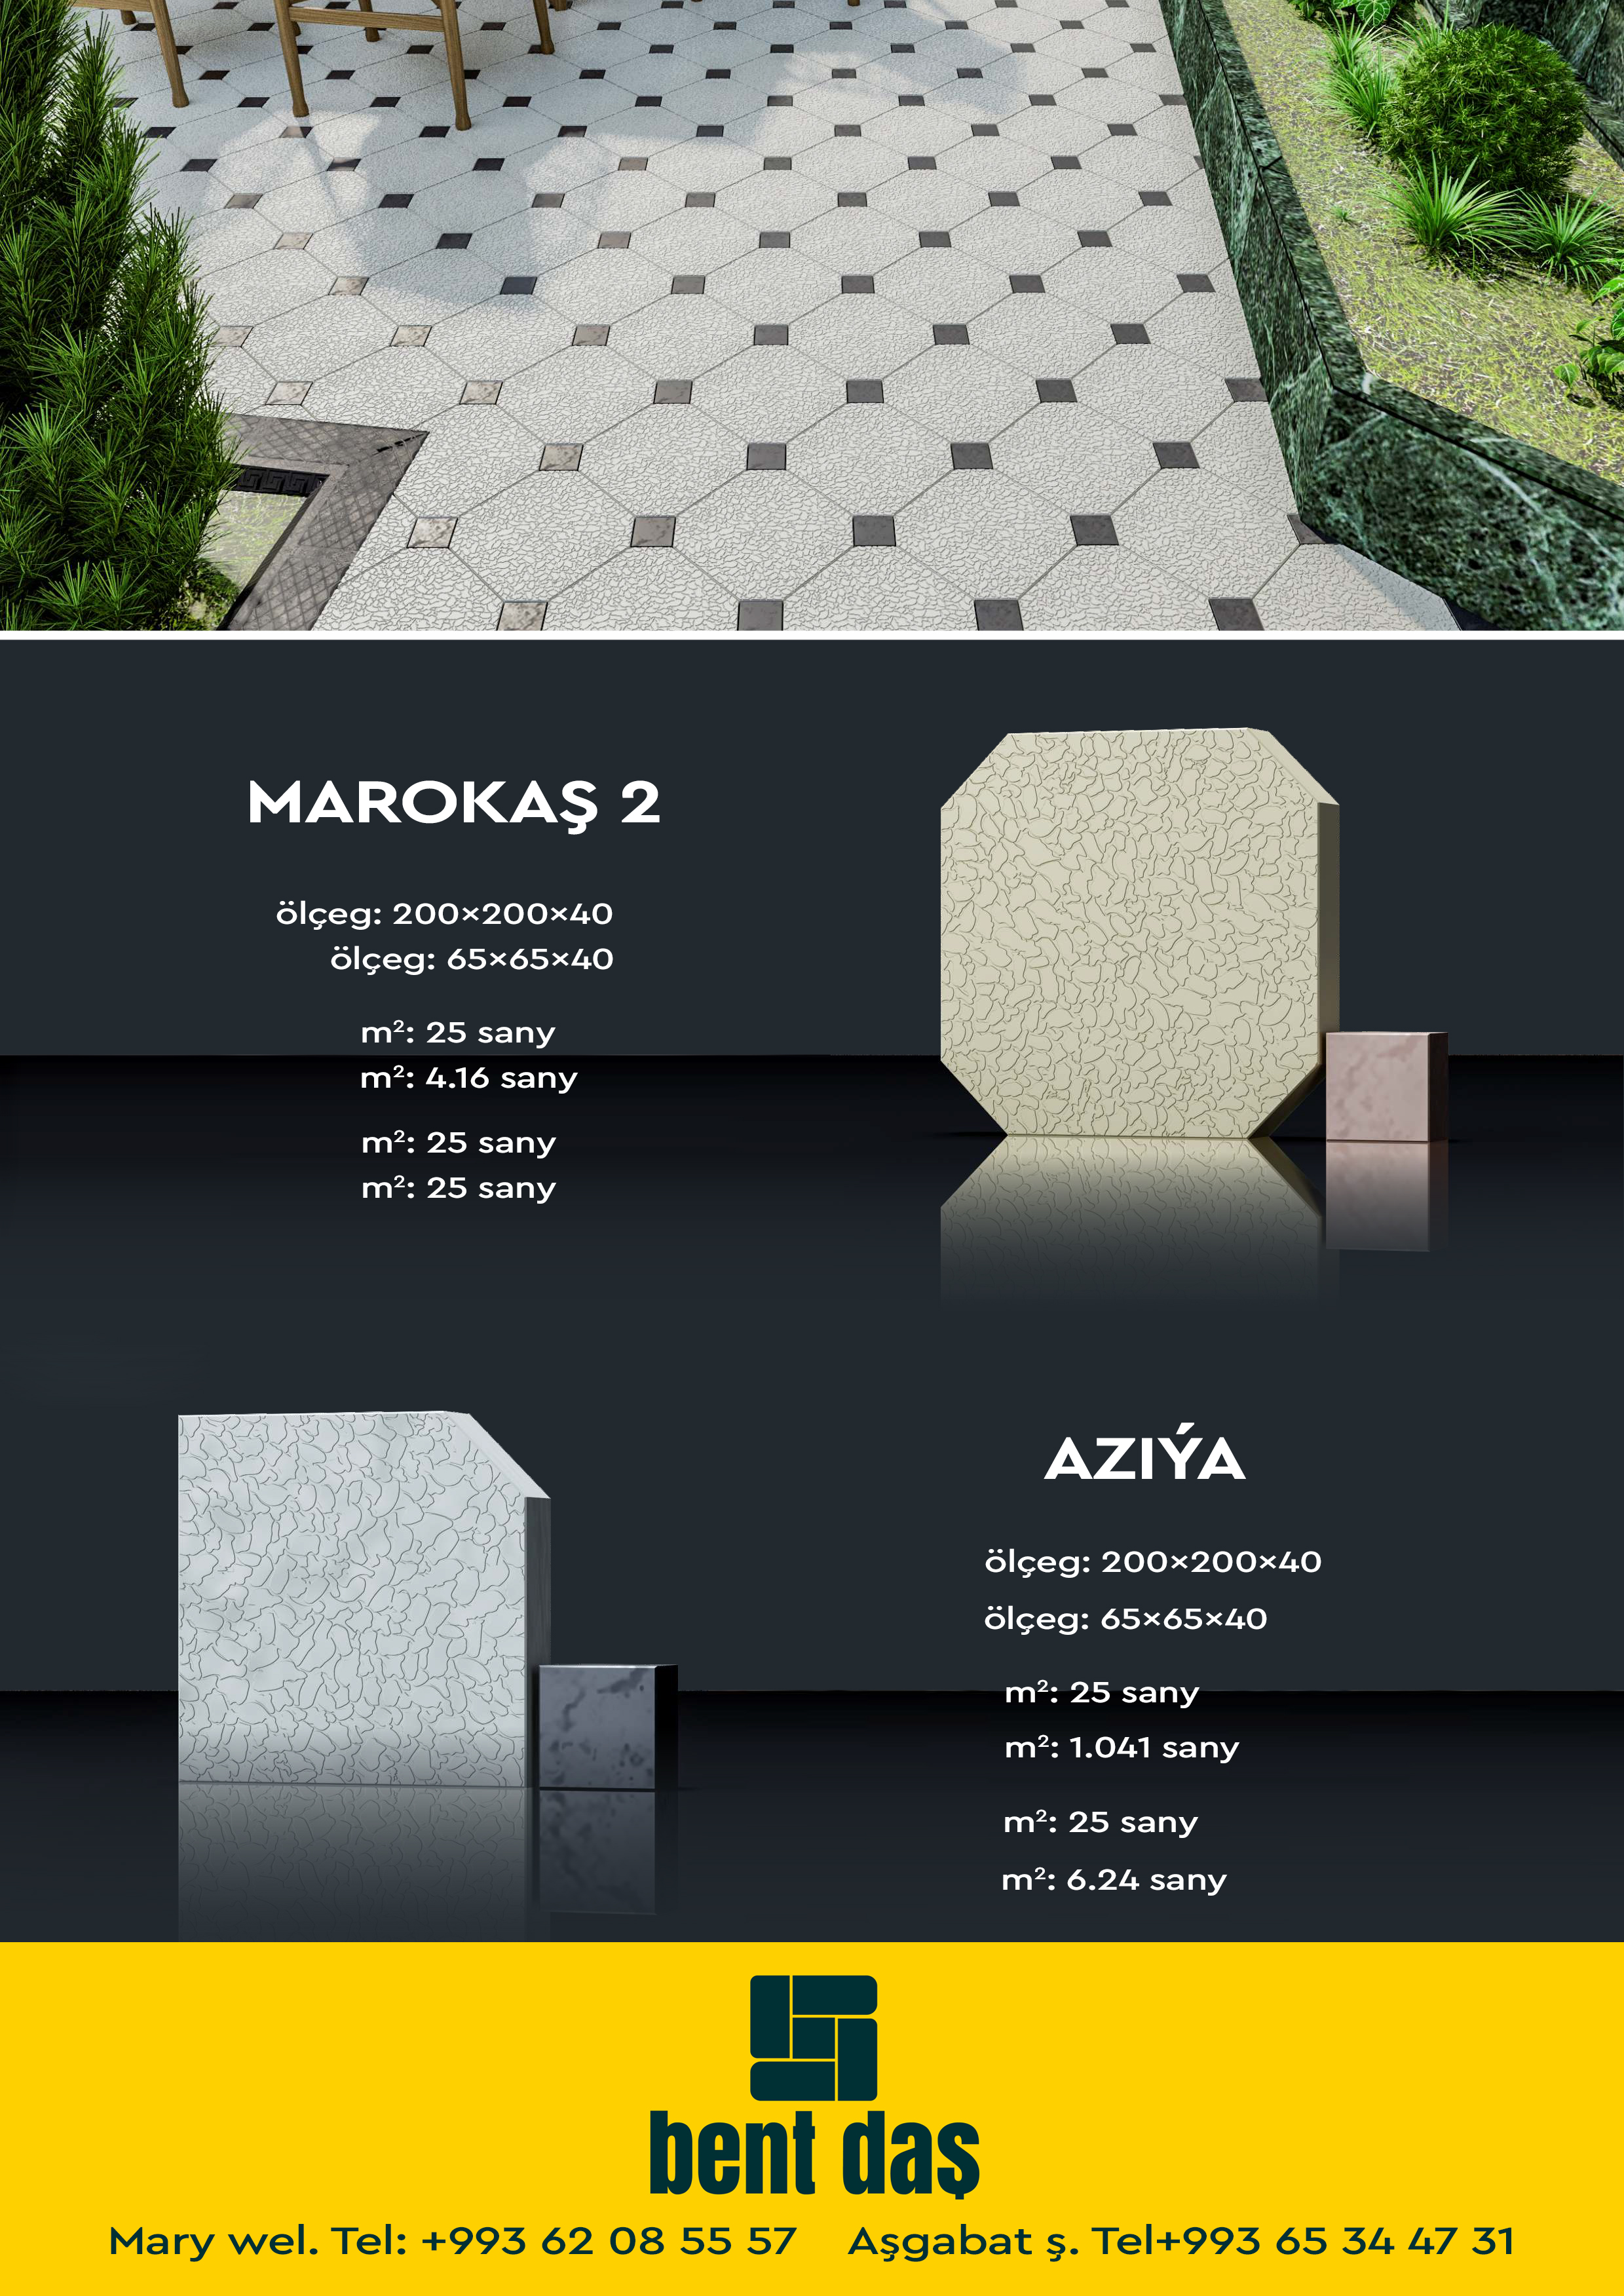 MAROKAŞ 2
ölçeg: 200×200×40
ölçeg: 65×65×40
m²: 25 sany
m²: 4.16 sany
m²: 25 sany
m²: 25 sany
AZIÝA
ölçeg: 200×200×40
ölçeg: 65×65×40
m²: 25 sany
m²: 1.041 sany
m²: 25 sany
m²: 6.24 sany
bent daş
Mary wel. Tel: +993 62 08 55 57 Aşgabat ş. Tel+993 65 34 47 31